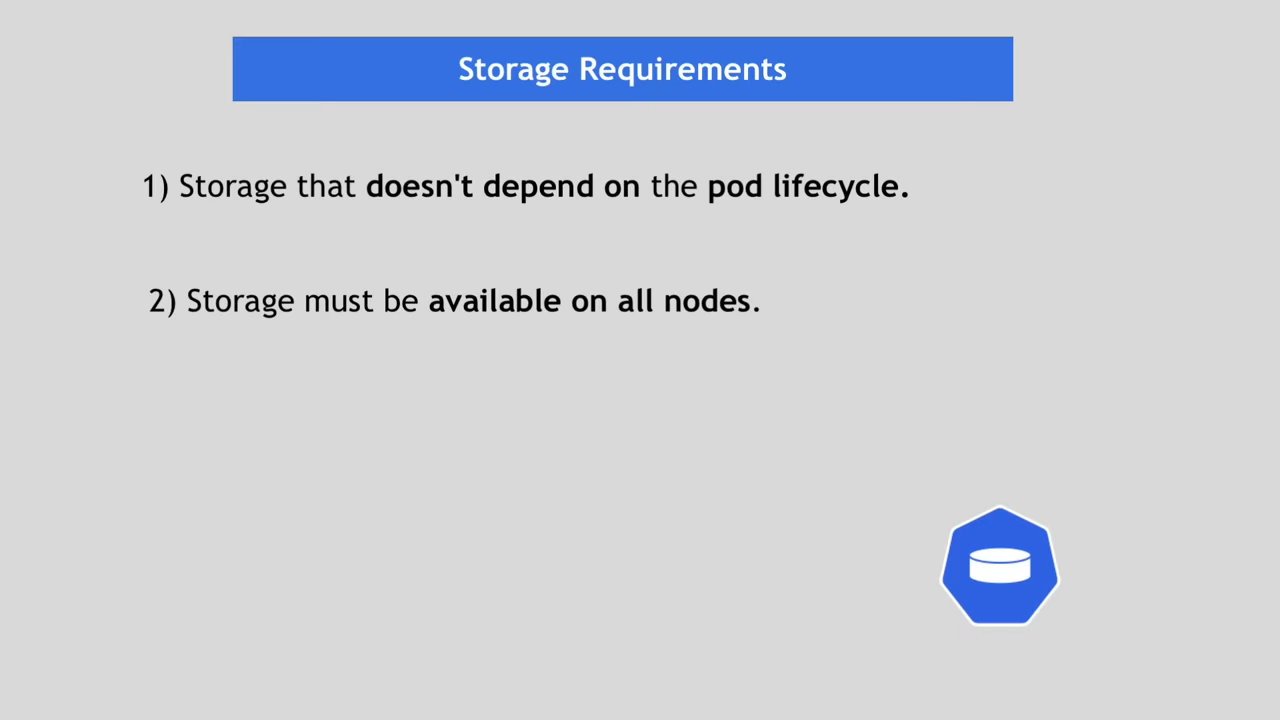 Storage Requirements
1) Storage that doesn't depend on the pod lifecycle.
2) Storage must be available on all nodes.